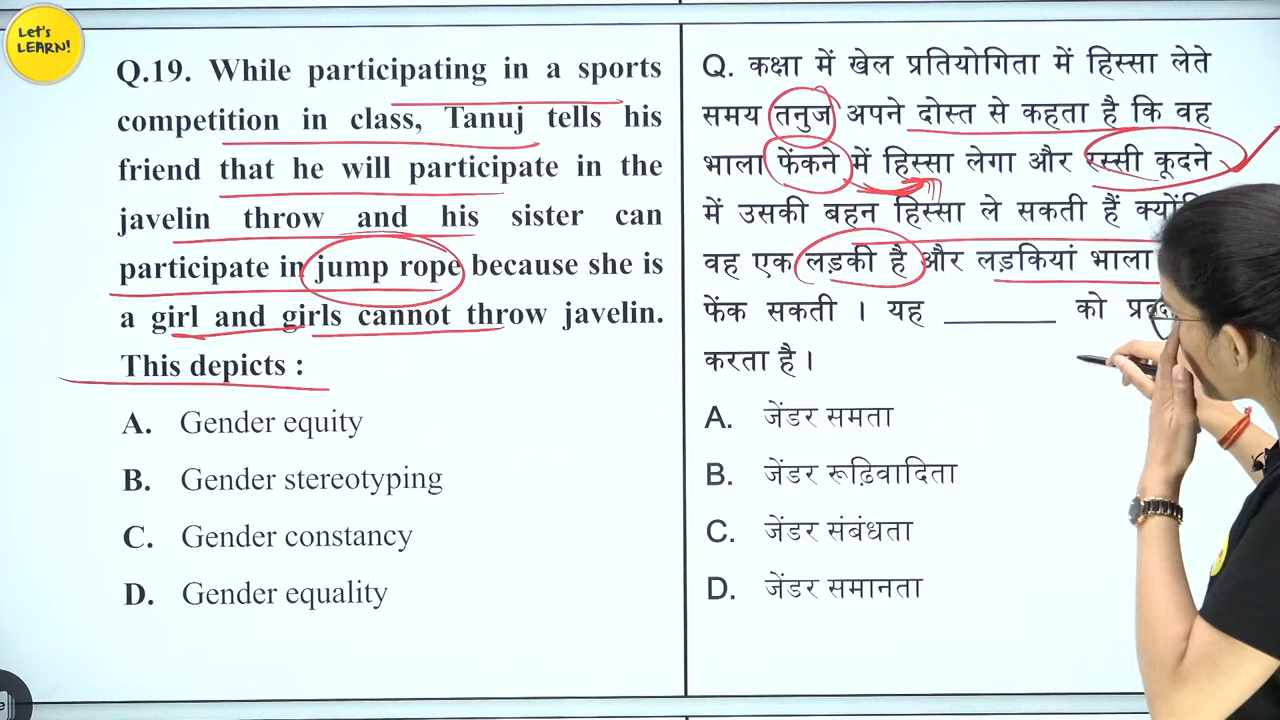 Let's
LEARN!
Q.19. While participating in a sports
competition in class, Tanuj tells his
friend that he will participate in the
javelin throw and his sister can
participate in jump rope because she is
a girl and girls cannot throw javelin.
This depicts :
A. Gender equity
B. Gender stereotyping
C. Gender constancy
D. Gender equality
Q. कक्षा में खेल प्रतियोगिता में हिस्सा लेते
समय तनुज अपने दोस्त से कहता है कि वह
भाला फेंकने में हिस्सा लेगा और रस्सी कूदने
में उसकी बहन हिस्सा ले सकती हैं
वह एक लड़की है और लड़कियां भाला
फेंक सकती । यह _______ को
करता है ।
A. जेंडर समता
B. जेंडर रूढ़िवादिता
C. जेंडर संबंधता
D. जेंडर समानता